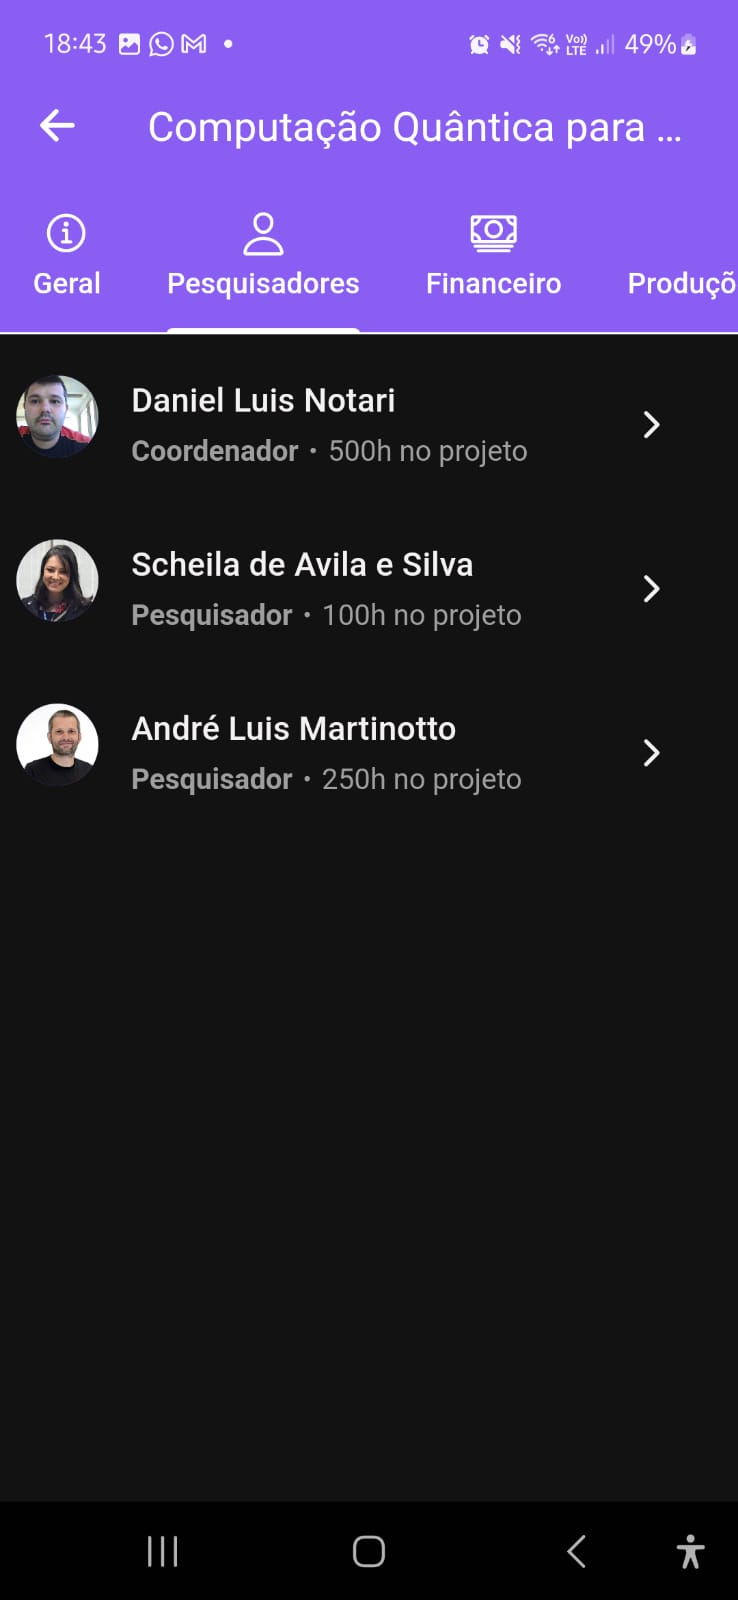 18:43 49%
Computação Quântica para ...
Geral Pesquisadores Financeiro Produçõ
Daniel Luis Notari
Coordenador • 500h no projeto
Scheila de Avila e Silva
Pesquisador • 100h no projeto
André Luis Martinotto
Pesquisador • 250h no projeto